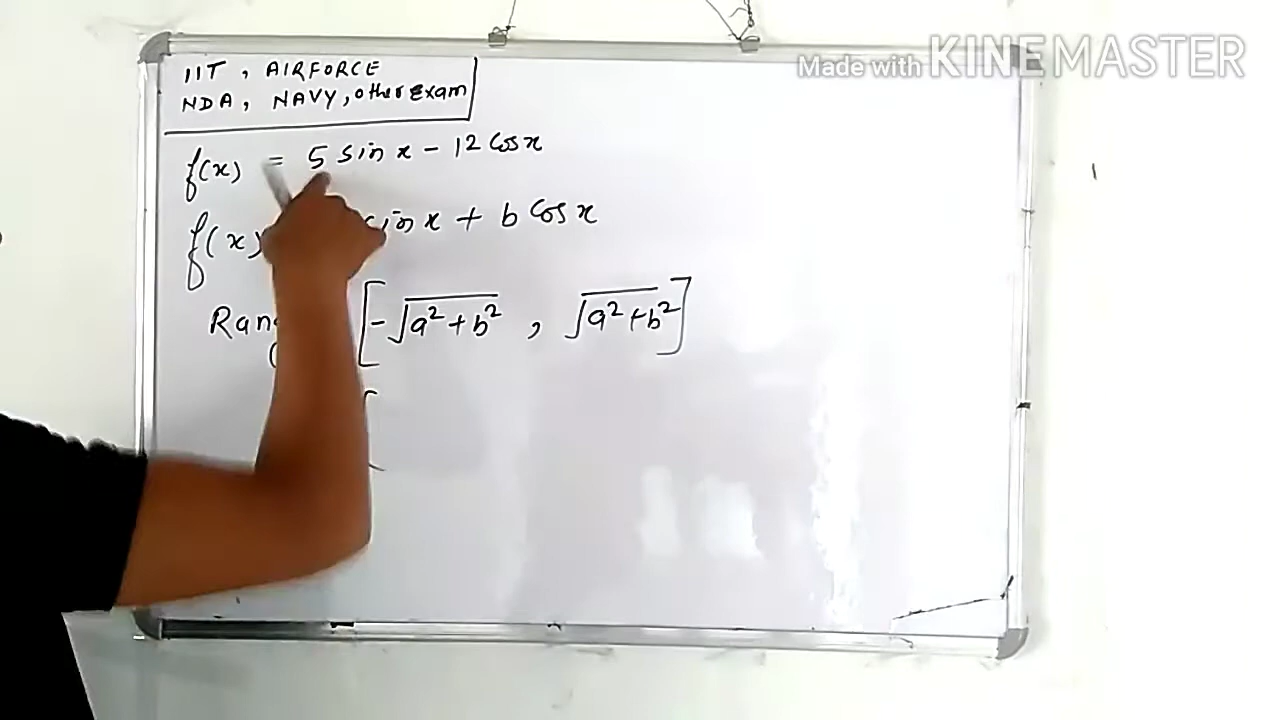 Made with KINEMASTER
IIT, AIRFORCE
NDA, NAVY, other Exam
f(x) = 5 sin x - 12 cos x
f(x) sin x + b cos x
[-√a²+b² , √a²+b²]
[